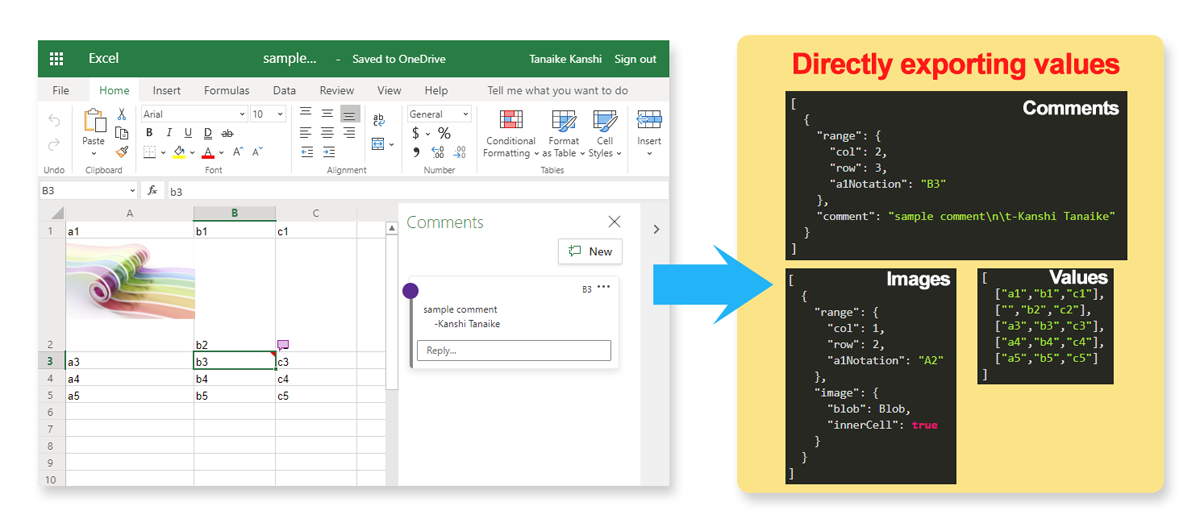 Excel
sample... - Saved to OneDrive
Tanaike Kanshi Sign out
File Home Insert Formulas Data Review View Help Tell me what you want to do
Arial 10
General
Paste
B I U D ab
$ %
Conditional Formatting
Format as Table
Cell Styles
Insert
Undo Clipboard Font Alignment Number Tables
B3 fx b3
A B C
1 a1 b1 c1
2 b2
3 a3 b3 c3
4 a4 b4 c4
5 a5 b5 c5
6
7
8
9
10
Comments
New
B3
sample comment
-Kanshi Tanaike
Reply...
Directly exporting values
Comments
[
{
"range": {
"col": 2,
"row": 3,
"a1Notation": "B3"
},
"comment": "sample comment\n\t-Kanshi Tanaike"
}
]
Images
[
{
"range": {
"col": 1,
"row": 2,
"a1Notation": "A2"
},
"image": {
"blob": Blob,
"innerCell": true
}
}
]
Values
[
["a1","b1","c1"],
["","b2","c2"],
["a3","b3","c3"],
["a4","b4","c4"],
["a5","b5","c5"]
]